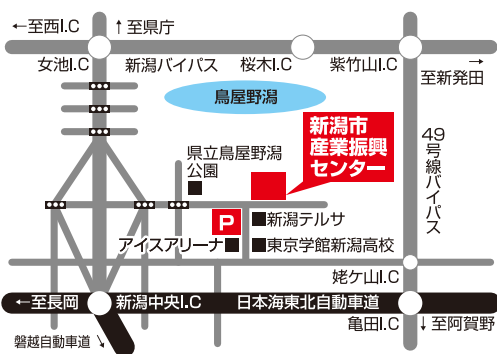 ←至西I.C
↑至県庁
女池I.C
新潟バイパス
桜木I.C
紫竹山I.C
→
至新発田
鳥屋野潟
新潟市
産業振興
センター
49号線バイパス
県立鳥屋野潟
公園
P
■新潟テルサ
アイスアリーナ■
■東京学館新潟高校
姥ケ山I.C
←至長岡
新潟中央I.C
日本海東北自動車道
亀田I.C
↓至阿賀野
磐越自動車道↘